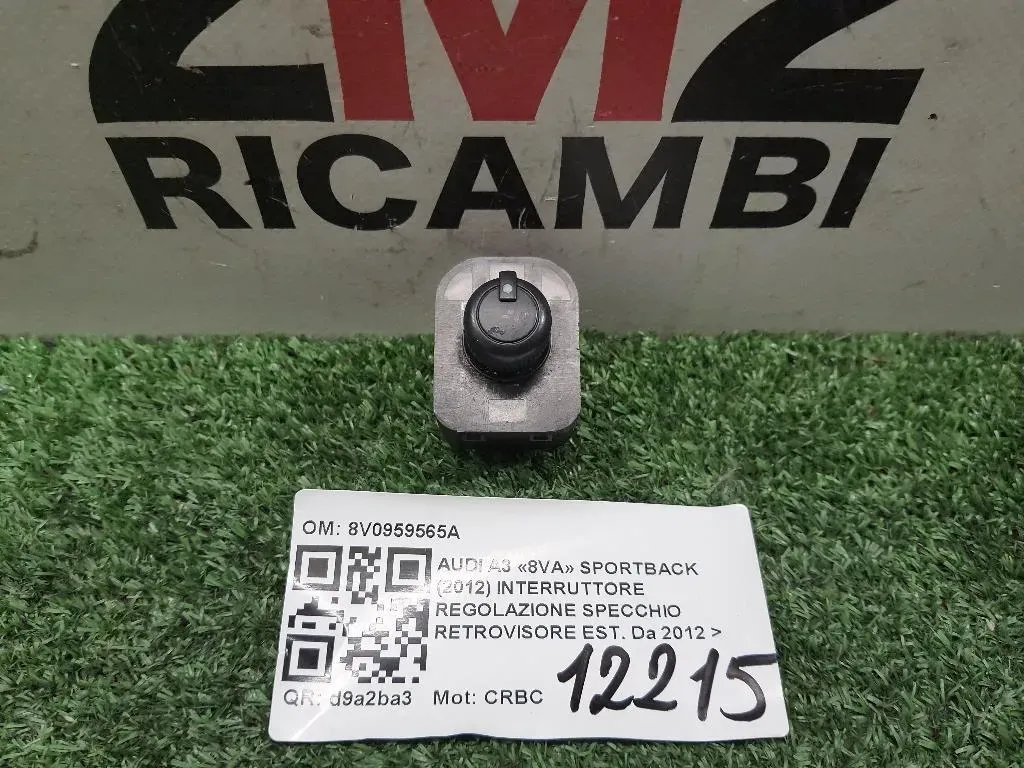 2M2
RICAMBI
OM: 8V0959565A
AUDI A3 «8VA» SPORTBACK
(2012) INTERRUTTORE
REGOLAZIONE SPECCHIO
RETROVISORE EST. Da 2012 >
QR: d9a2ba3 Mot: CRBC
12215